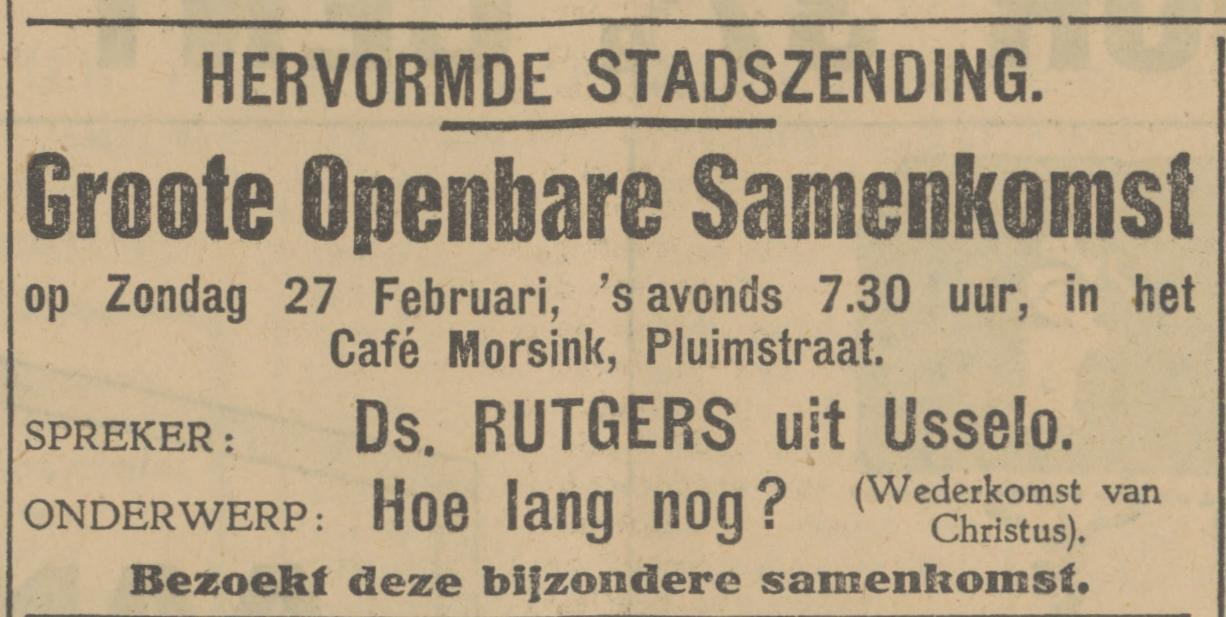 HERVORMDE STADSZENDING.
Groote Openbare Samenkomst
op Zondag 27 Februari, 's avonds 7.30 uur, in het
Café Morsink, Pluimstraat.
SPREKER: Ds. RUTGERS uit Usselo.
ONDERWERP: Hoe lang nog? (Wederkomst van
Christus).
Bezoekt deze bijzondere samenkomst.